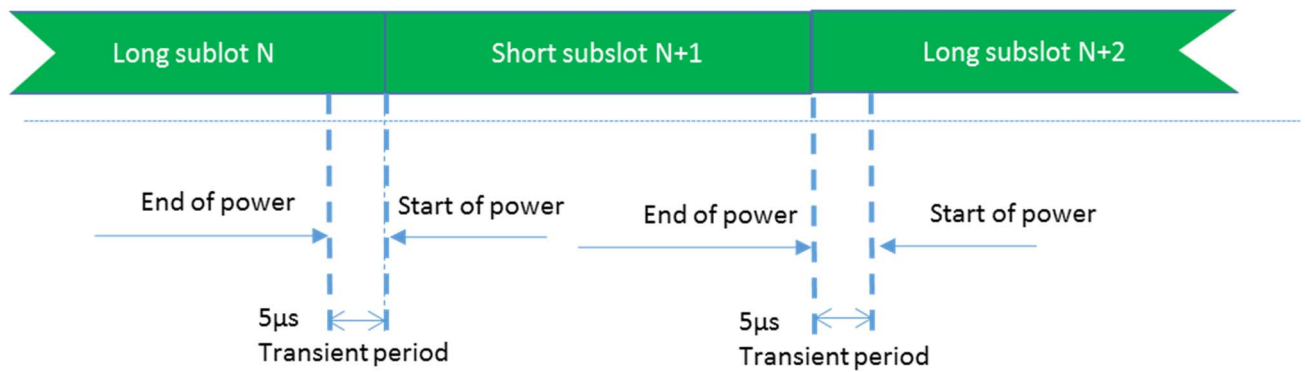 Long sublot N
Short subslot N+1
Long subslot N+2
End of power
Start of power
End of power
Start of power
5µs
Transient period
5µs
Transient period